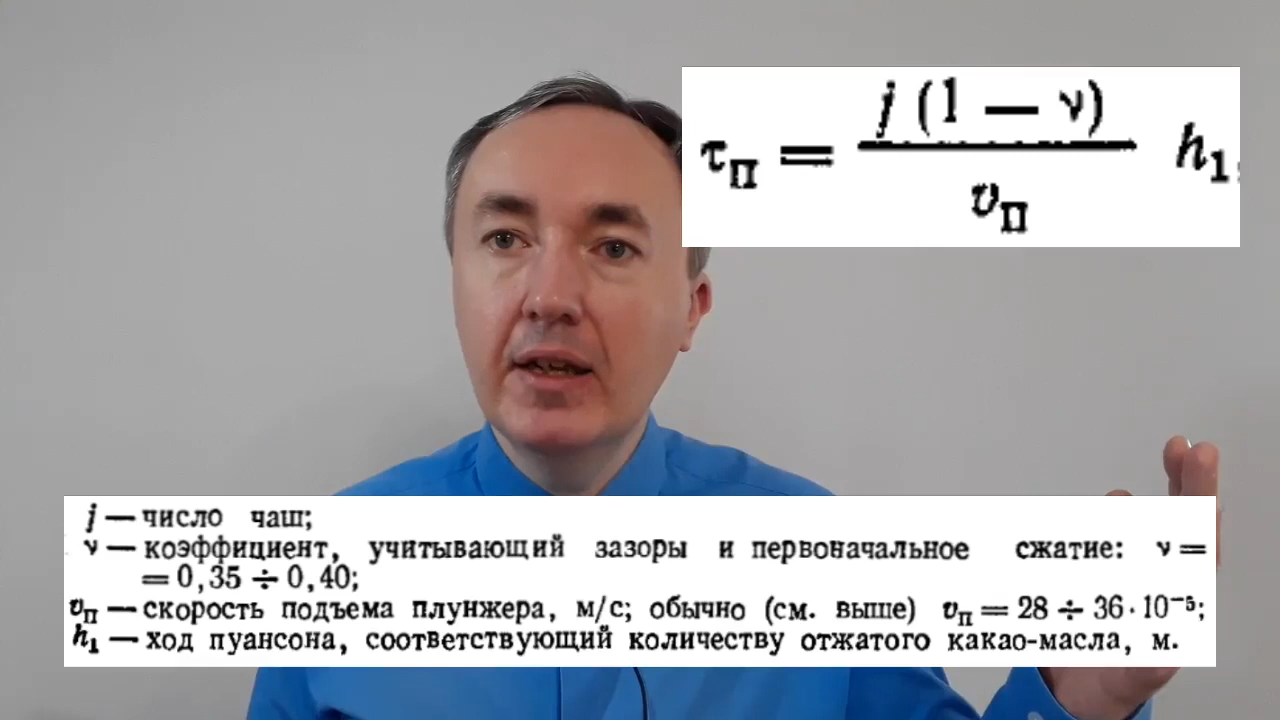 τп = j (1 — ν) / vп h₁,
j — число чаш;
ν — коэффициент, учитывающий зазоры и первоначальное сжатие: ν =
= 0,35 ÷ 0,40;
vп — скорость подъема плунжера, м/с; обычно (см. выше) vп = 28 ÷ 36 · 10⁻⁵;
h₁ — ход пуансона, соответствующий количеству отжатого какао-масла, м.